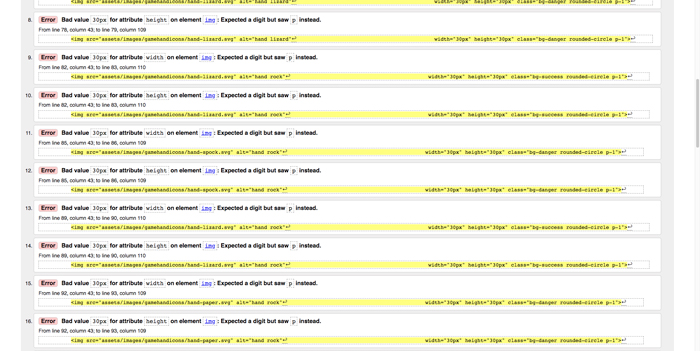 <img src="assets/images/gamehandicons/hand-lizard.svg" alt="hand lizard"↩ width="30px" height="30px" class="bg-danger rounded-circle p-1">↩
8. Error Bad value 30px for attribute height on element img: Expected a digit but saw p instead.
From line 78, column 43; to line 79, column 109
<img src="assets/images/gamehandicons/hand-lizard.svg" alt="hand lizard"↩ width="30px" height="30px" class="bg-danger rounded-circle p-1">↩
9. Error Bad value 30px for attribute width on element img: Expected a digit but saw p instead.
From line 82, column 43; to line 83, column 110
<img src="assets/images/gamehandicons/hand-lizard.svg" alt="hand rock"↩ width="30px" height="30px" class="bg-success rounded-circle p-1">↩
10. Error Bad value 30px for attribute height on element img: Expected a digit but saw p instead.
From line 82, column 43; to line 83, column 110
<img src="assets/images/gamehandicons/hand-lizard.svg" alt="hand rock"↩ width="30px" height="30px" class="bg-success rounded-circle p-1">↩
11. Error Bad value 30px for attribute width on element img: Expected a digit but saw p instead.
From line 85, column 43; to line 86, column 109
<img src="assets/images/gamehandicons/hand-spock.svg" alt="hand rock"↩ width="30px" height="30px" class="bg-danger rounded-circle p-1">↩
12. Error Bad value 30px for attribute height on element img: Expected a digit but saw p instead.
From line 85, column 43; to line 86, column 109
<img src="assets/images/gamehandicons/hand-spock.svg" alt="hand rock"↩ width="30px" height="30px" class="bg-danger rounded-circle p-1">↩
13. Error Bad value 30px for attribute width on element img: Expected a digit but saw p instead.
From line 89, column 43; to line 90, column 110
<img src="assets/images/gamehandicons/hand-lizard.svg" alt="hand rock"↩ width="30px" height="30px" class="bg-success rounded-circle p-1">↩
14. Error Bad value 30px for attribute height on element img: Expected a digit but saw p instead.
From line 89, column 43; to line 90, column 110
<img src="assets/images/gamehandicons/hand-lizard.svg" alt="hand rock"↩ width="30px" height="30px" class="bg-success rounded-circle p-1">↩
15. Error Bad value 30px for attribute width on element img: Expected a digit but saw p instead.
From line 92, column 43; to line 93, column 109
<img src="assets/images/gamehandicons/hand-paper.svg" alt="hand rock"↩ width="30px" height="30px" class="bg-danger rounded-circle p-1">↩
16. Error Bad value 30px for attribute height on element img: Expected a digit but saw p instead.
From line 92, column 43; to line 93, column 109
<img src="assets/images/gamehandicons/hand-paper.svg" alt="hand rock"↩ width="30px" height="30px" class="bg-danger rounded-circle p-1">↩